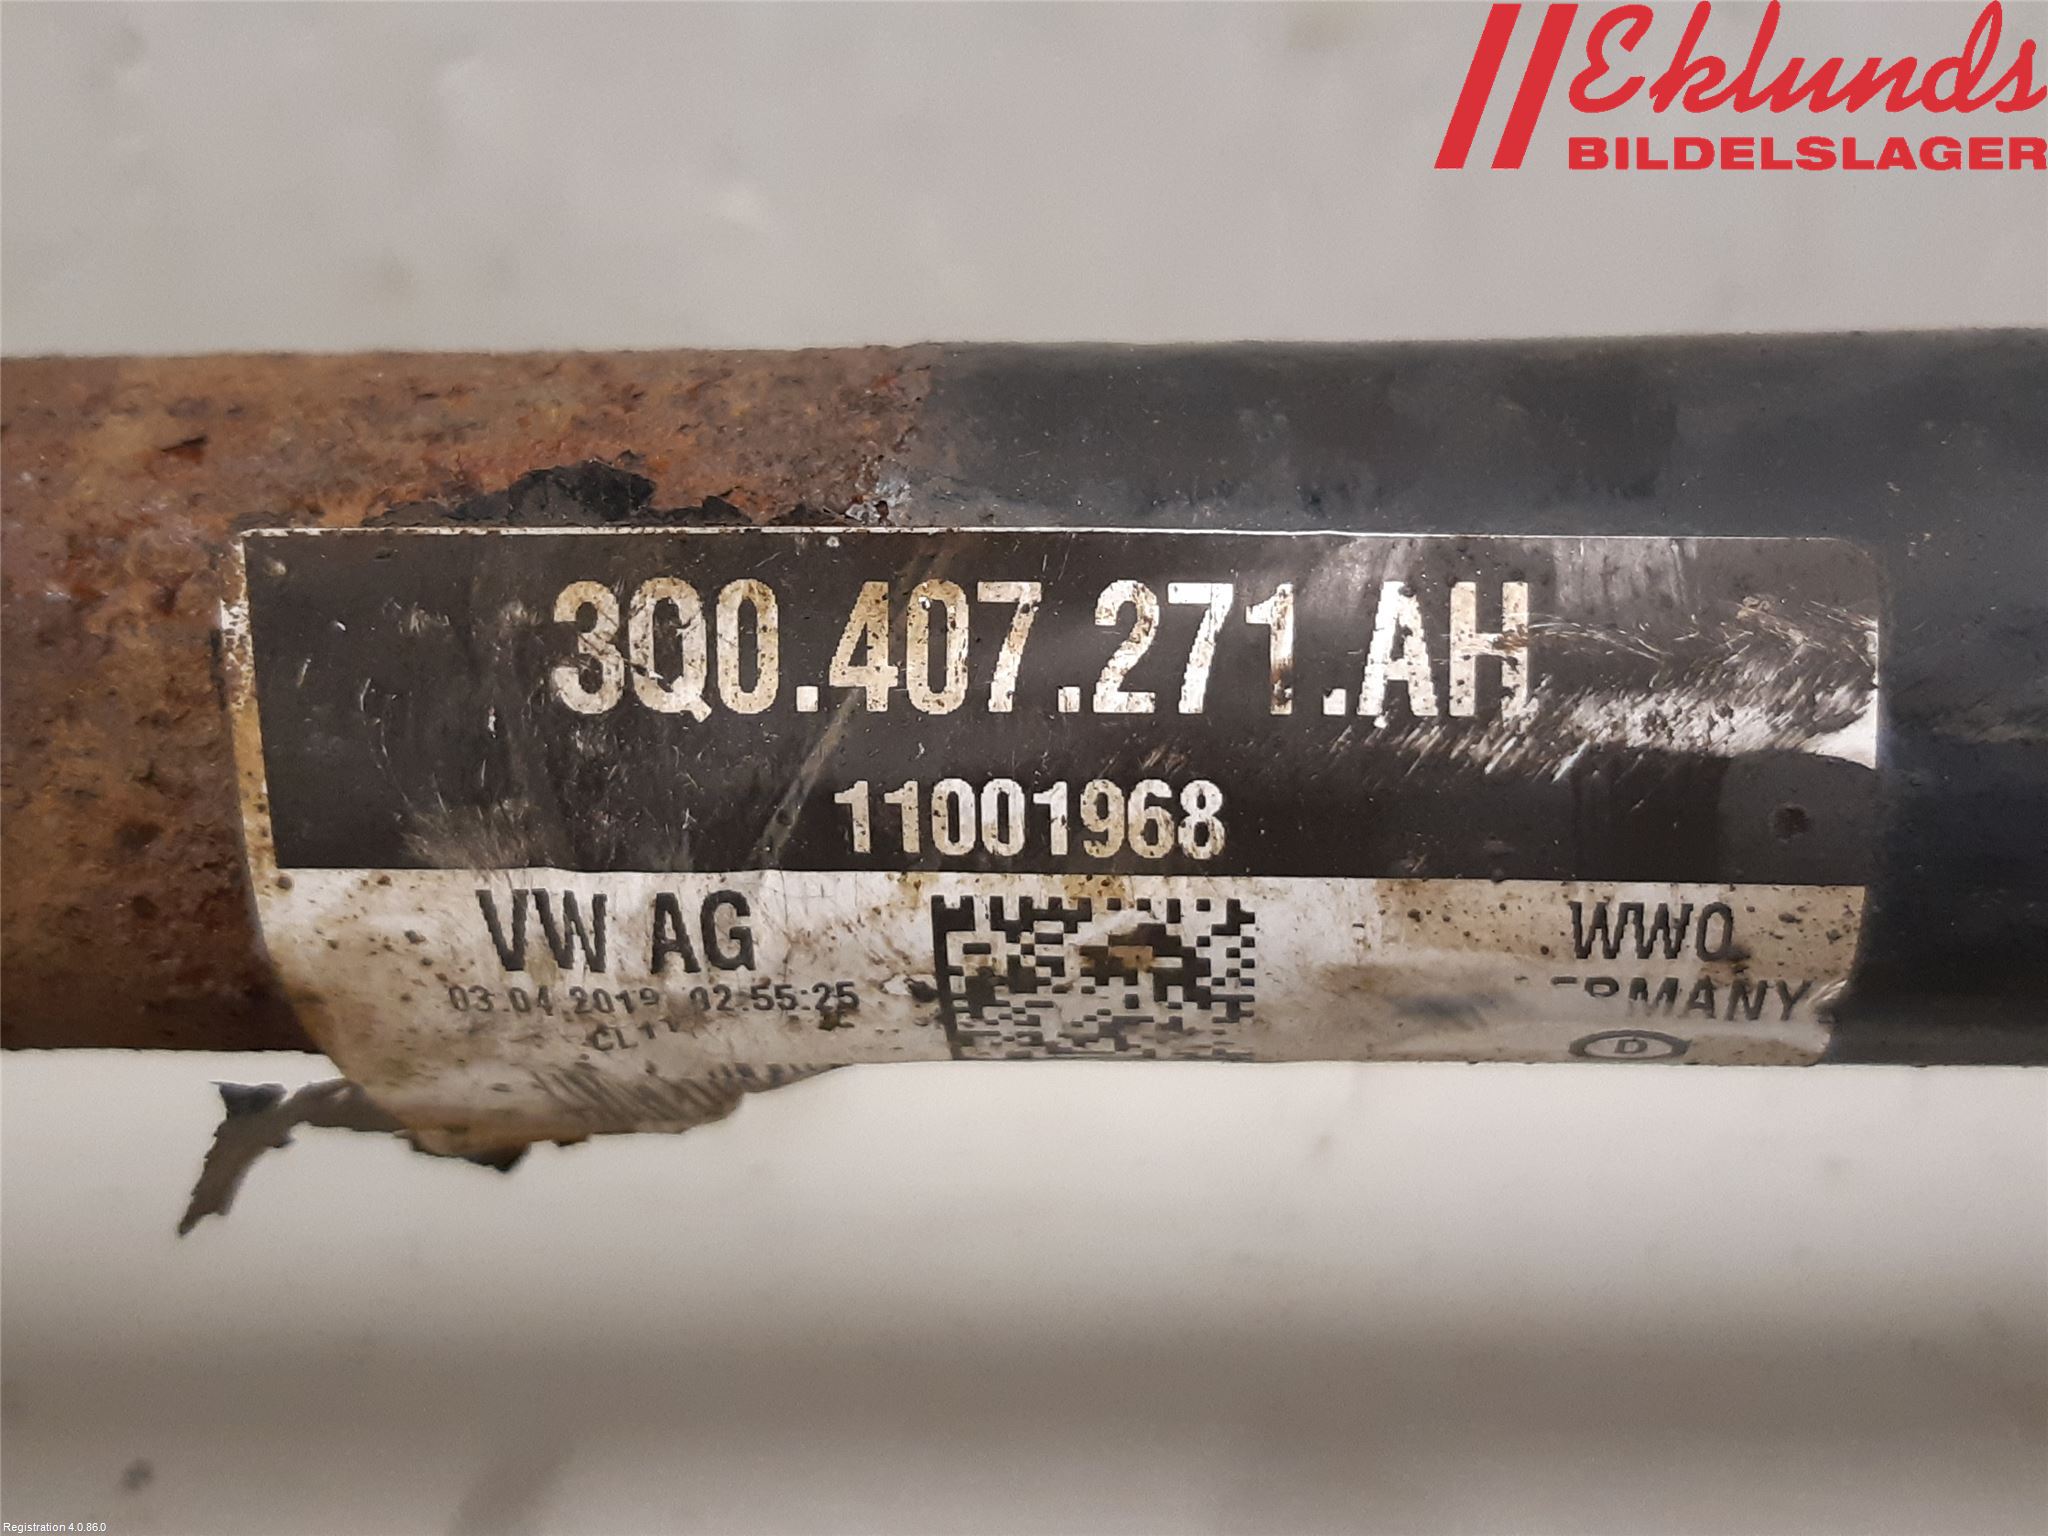 Eklunds
BILDELSLAGER
3Q0.407.271.AH
11001968
VW AG
WWO
03.04.2019 02:55:25
D
Registration 4.0.86.0